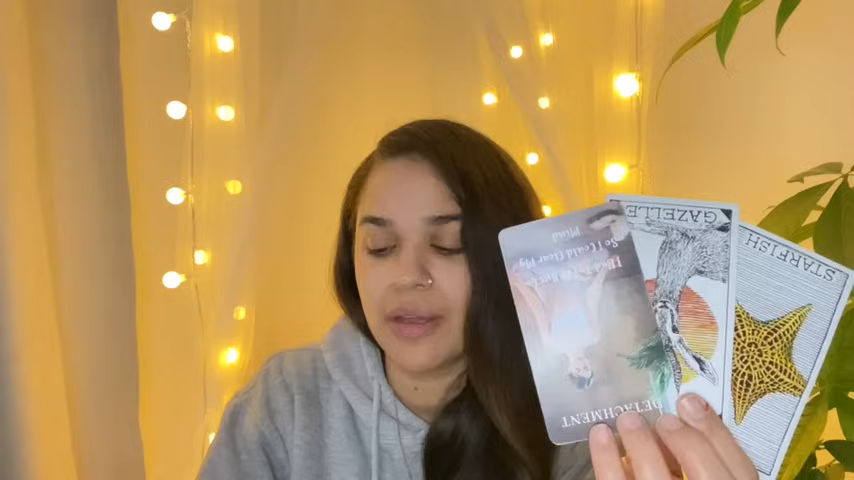 GAZELLE
STARFISH
DETACHMENT
So I Could Clear My
Mind